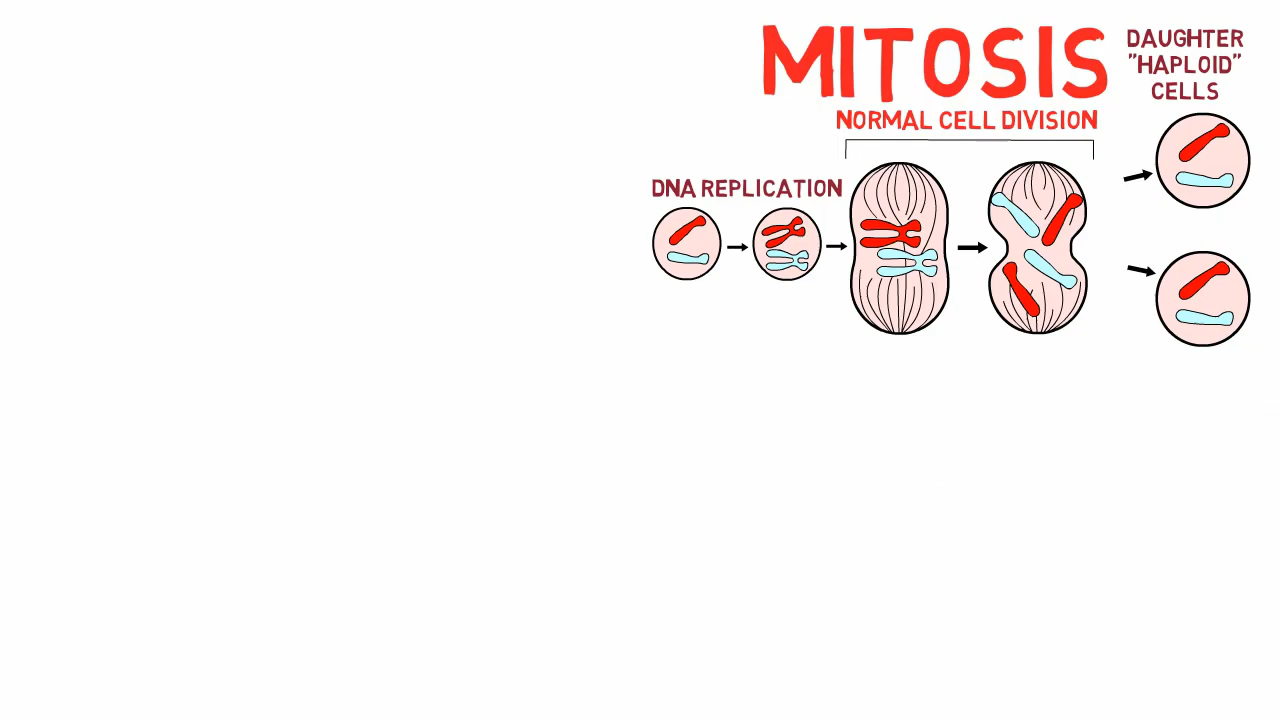 MITOSIS
NORMAL CELL DIVISION
DAUGHTER
"HAPLOID"
CELLS
DNA REPLICATION